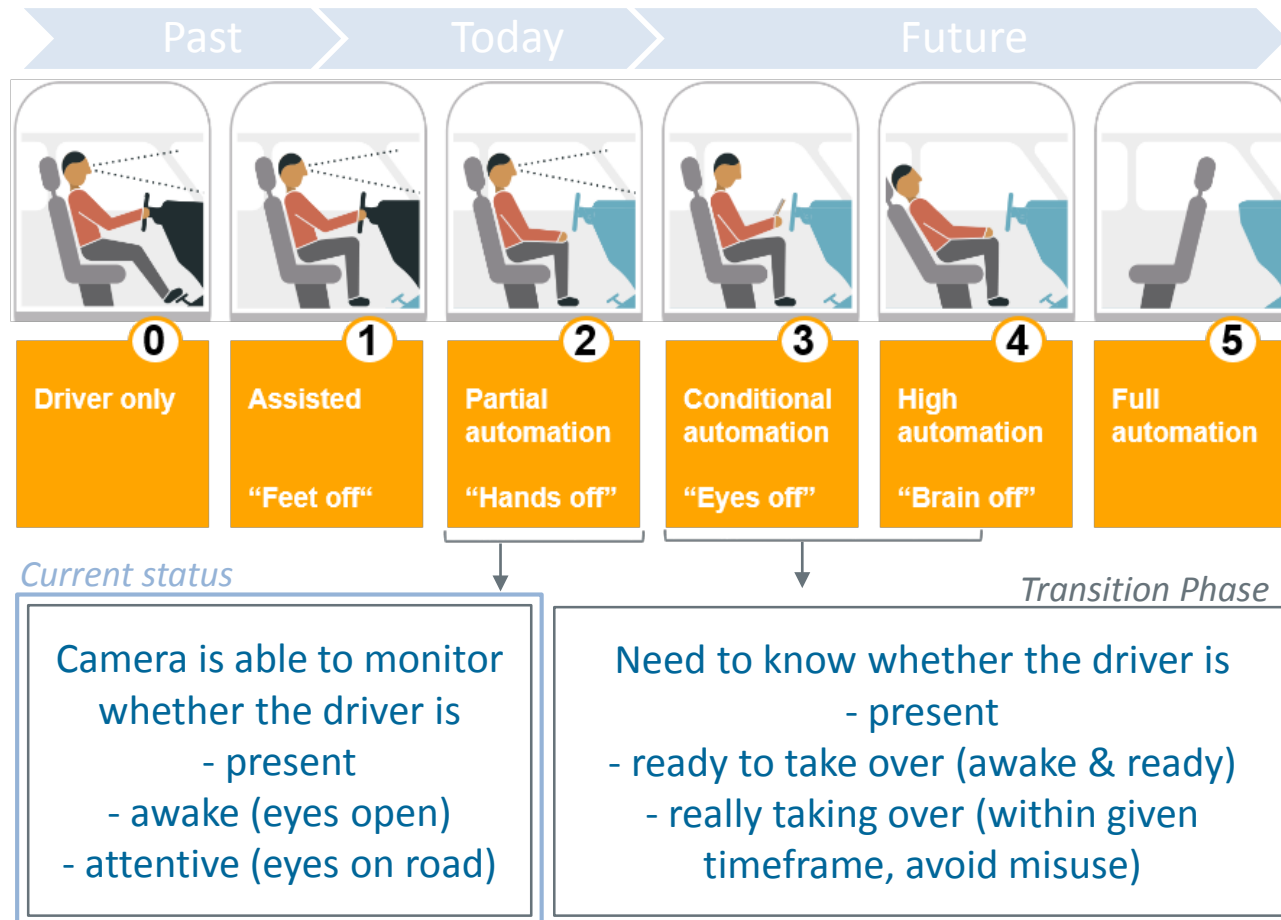 Past
Today
Future
0
1
2
3
4
5
Driver only
Assisted
“Feet off“
Partial
automation
“Hands off”
Conditional
automation
“Eyes off”
High
automation
“Brain off”
Full
automation
Current status
Transition Phase
Camera is able to monitor
whether the driver is
- present
- awake (eyes open)
- attentive (eyes on road)
Need to know whether the driver is
- present
- ready to take over (awake & ready)
- really taking over (within given
timeframe, avoid misuse)